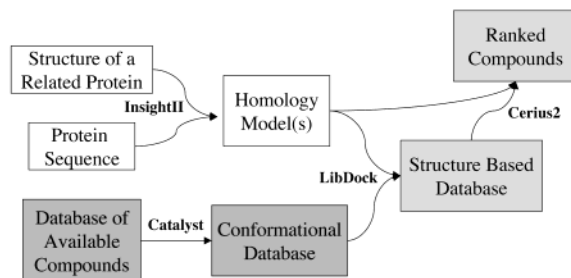 Structure of a
Related Protein
InsightII
Protein
Sequence
Homology
Model(s)
Ranked
Compounds
Cerius2
LibDock
Structure Based
Database
Database of
Available
Compounds
Catalyst
Conformational
Database